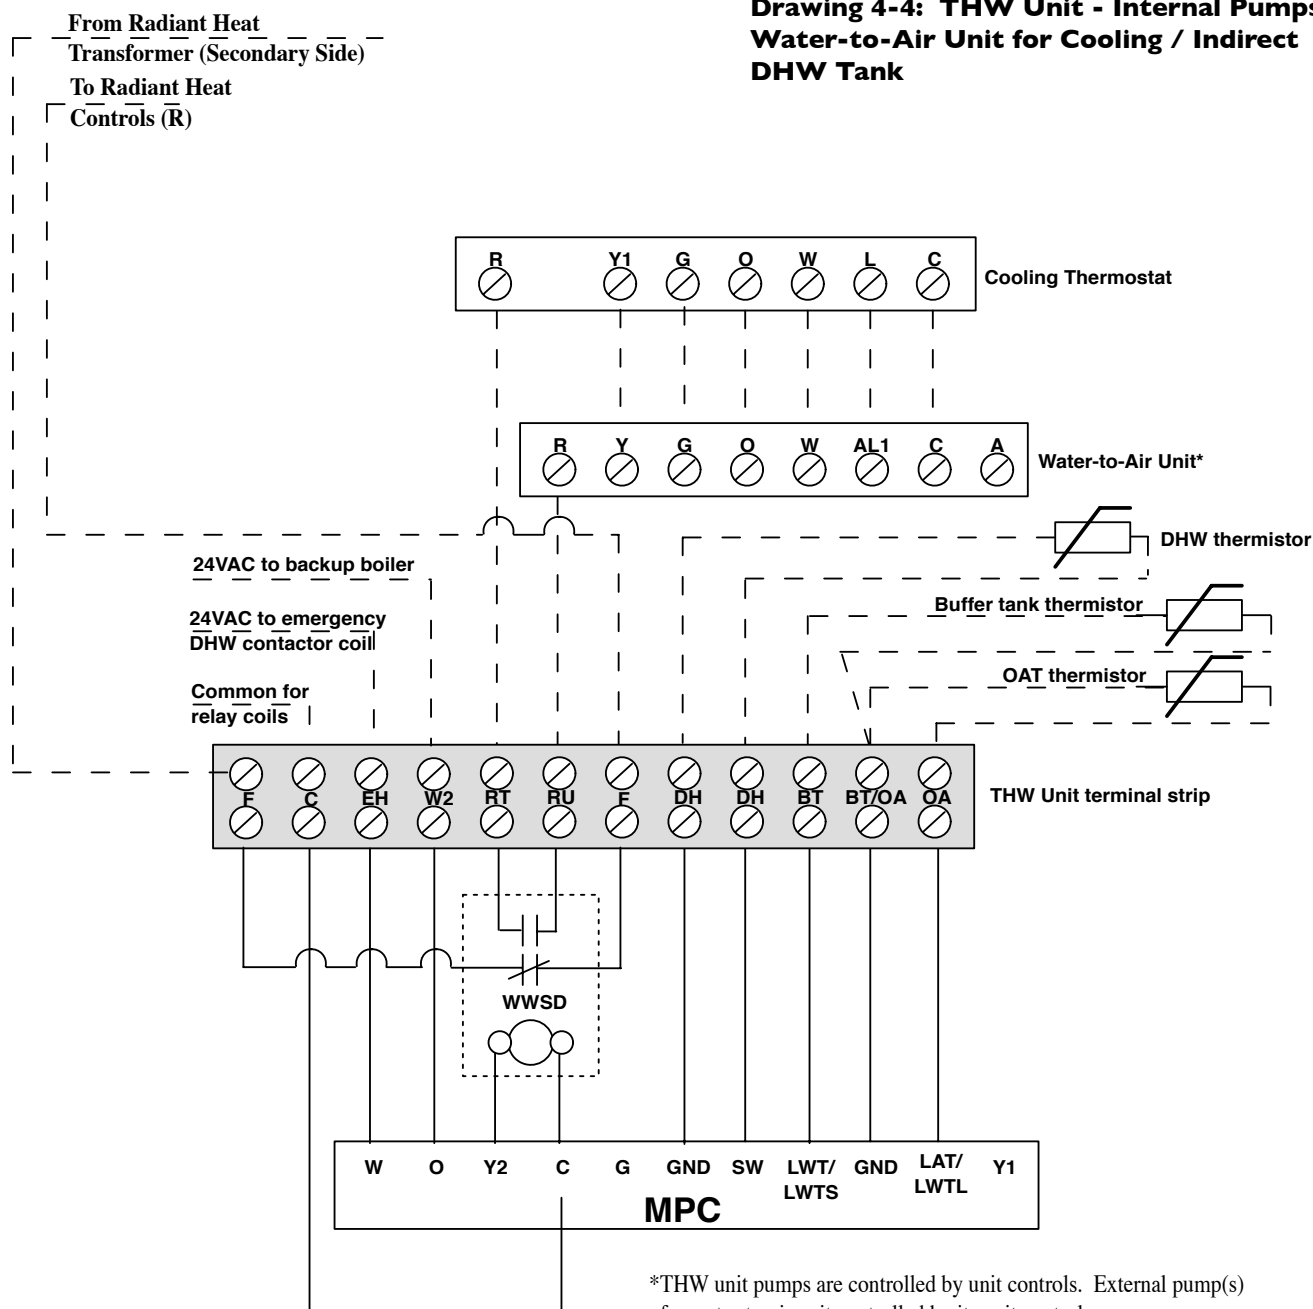 From Radiant Heat
Transformer (Secondary Side)
To Radiant Heat
Controls (R)
Drawing 4-4: THW Unit - Internal Pumps
Water-to-Air Unit for Cooling / Indirect
DHW Tank
R Y1 G O W L C
Cooling Thermostat
R Y G O W AL1 C A
Water-to-Air Unit*
DHW thermistor
24VAC to backup boiler
Buffer tank thermistor
24VAC to emergency
DHW contactor coil
OAT thermistor
Common for
relay coils
F C EH W2 RT RU F DH DH BT BT/OA OA
THW Unit terminal strip
WWSD
W O Y2 C G GND SW LWT/ GND LAT/ Y1
LWTS LWTL
MPC
*THW unit pumps are controlled by unit controls. External pump(s)